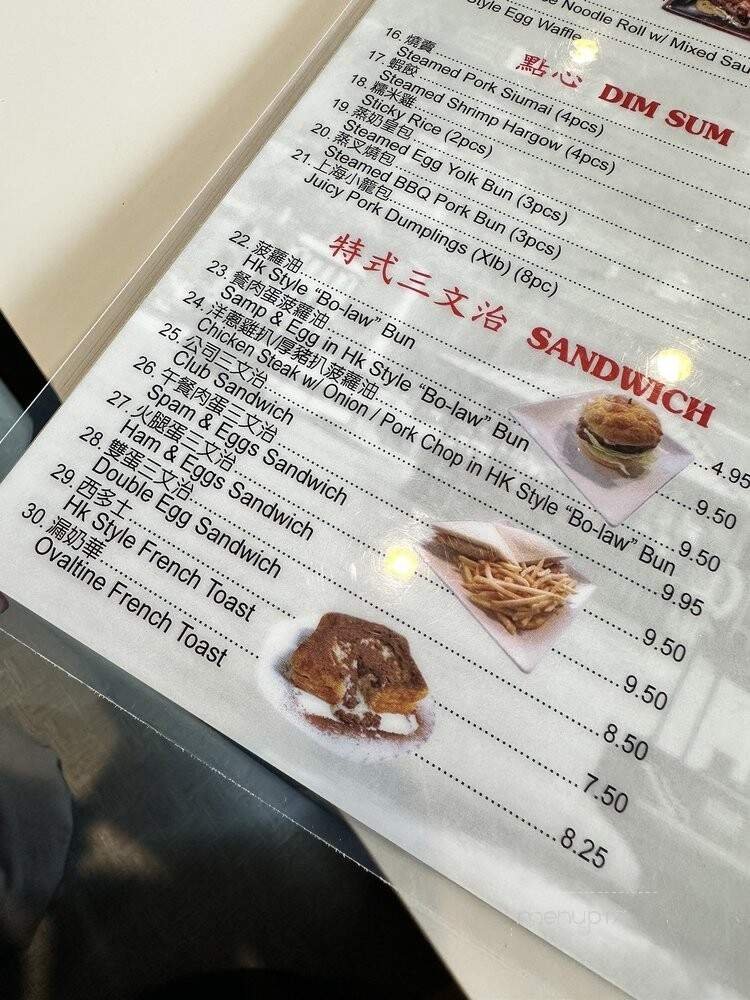 se Noodle Roll w/ Mixed Sau
Style Egg Waffle
點心 DIM SUM
16. 燒賣
Steamed Pork Siumai (4pcs)
17. 蝦餃
Steamed Shrimp Hargow (4pcs)
18. 糯米雞
Sticky Rice (2pcs)
19. 蒸奶皇包
Steamed Egg Yolk Bun (3pcs)
20. 蒸叉燒包
Steamed BBQ Pork Bun (3pcs)
21. 上海小籠包
Juicy Pork Dumplings (Xlb) (8pc)
特式三文治 SANDWICH
22. 菠蘿油
Hk Style "Bo-law" Bun 4.95
23. 餐肉蛋菠蘿油
Samp & Egg in HK Style "Bo-law" Bun 9.50
24. 洋蔥雞扒/厚豬扒菠蘿油
Chicken Steak w/ Onion / Pork Chop in HK Style "Bo-law" Bun 9.50
25. 公司三文治
Club Sandwich 9.95
26. 午餐肉蛋三文治
Spam & Eggs Sandwich 9.50
27. 火腿蛋三文治
Ham & Eggs Sandwich 9.50
28. 雙蛋三文治
Double Egg Sandwich 8.50
29. 西多士
Hk Style French Toast 7.50
30. 漏奶華
Ovaltine French Toast 8.25